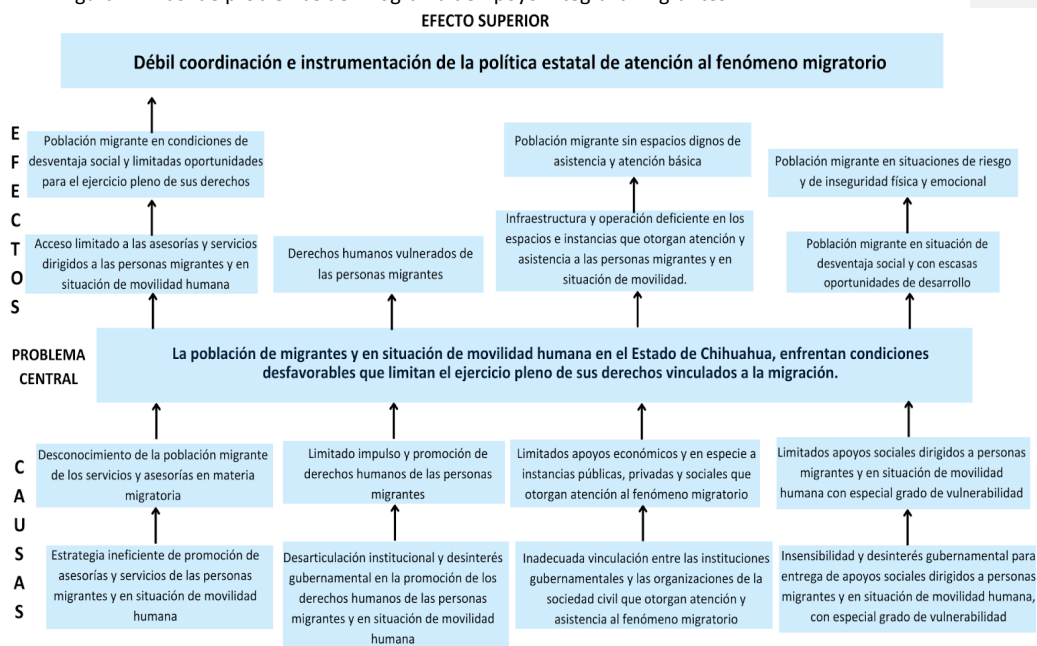 EFECTO SUPERIOR
Débil coordinación e instrumentación de la política estatal de atención al fenómeno migratorio
EFECTOS
Población migrante en condiciones de
desventaja social y limitadas oportunidades
para el ejercicio pleno de sus derechos
Población migrante sin espacios dignos de
asistencia y atención básica
Población migrante en situaciones de riesgo
y de inseguridad física y emocional
Acceso limitado a las asesorías y servicios
dirigidos a las personas migrantes y en
situación de movilidad humana
Derechos humanos vulnerados de
las personas migrantes
Infraestructura y operación deficiente en los
espacios e instancias que otorgan atención y
asistencia a las personas migrantes y en
situación de movilidad.
Población migrante en situación de
desventaja social y con escasas
oportunidades de desarrollo
PROBLEMA
CENTRAL
La población de migrantes y en situación de movilidad humana en el Estado de Chihuahua, enfrentan condiciones
desfavorables que limitan el ejercicio pleno de sus derechos vinculados a la migración.
CAUSAS
Desconocimiento de la población migrante
de los servicios y asesorías en materia
migratoria
Limitado impulso y promoción de
derechos humanos de las personas
migrantes
Limitados apoyos económicos y en especie a
instancias públicas, privadas y sociales que
otorgan atención al fenómeno migratorio
Limitados apoyos sociales dirigidos a personas
migrantes y en situación de movilidad
humana con especial grado de vulnerabilidad
Estrategia ineficiente de promoción de
asesorías y servicios de las personas
migrantes y en situación de movilidad
humana
Desarticulación institucional y desinterés
gubernamental en la promoción de los
derechos humanos de las personas
migrantes y en situación de movilidad
humana
Inadecuada vinculación entre las instituciones
gubernamentales y las organizaciones de la
sociedad civil que otorgan atención y
asistencia al fenómeno migratorio
Insensibilidad y desinterés gubernamental para
entrega de apoyos sociales dirigidos a personas
migrantes y en situación de movilidad humana,
con especial grado de vulnerabilidad